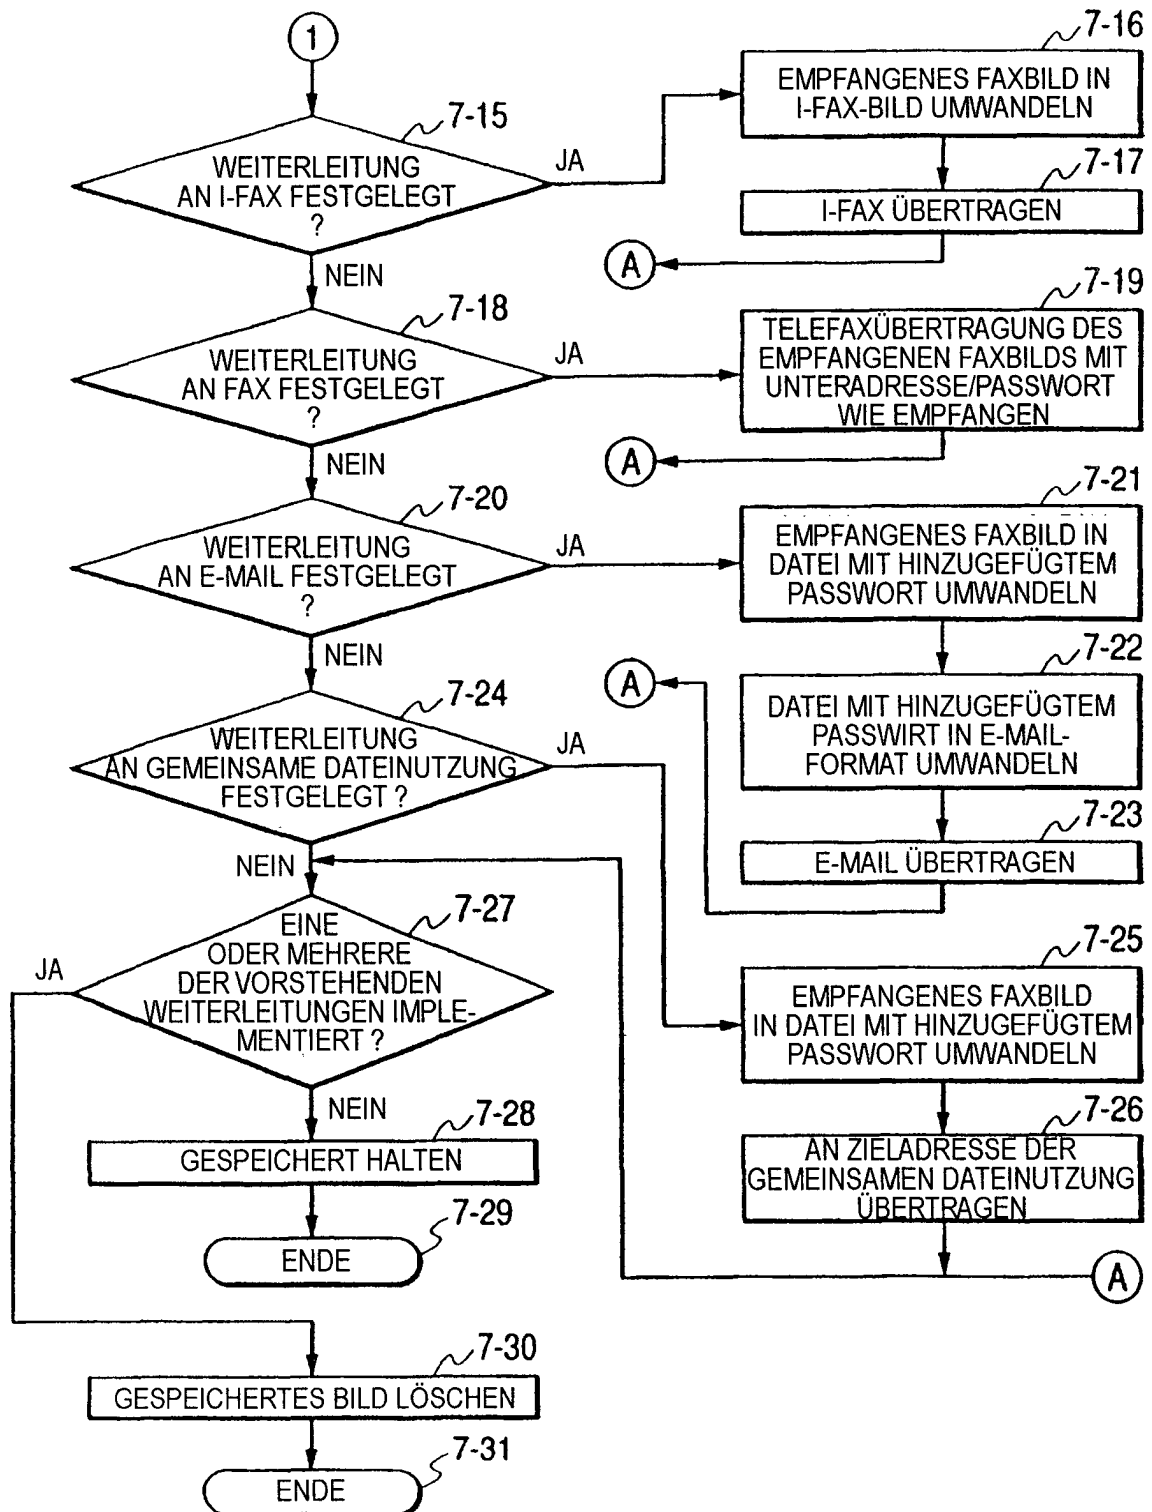 1
7-15
WEITERLEITUNG
AN I-FAX FESTGELEGT
?
JA
NEIN
7-16
EMPFANGENES FAXBILD IN
I-FAX-BILD UMWANDELN
7-17
I-FAX ÜBERTRAGEN
A
7-18
WEITERLEITUNG
AN FAX FESTGELEGT
?
JA
NEIN
7-19
TELEFAXÜBERTRAGUNG DES
EMPFANGENEN FAXBILDS MIT
UNTERADRESSE/PASSWORT
WIE EMPFANGEN
A
7-20
WEITERLEITUNG
AN E-MAIL FESTGELEGT
?
JA
NEIN
7-21
EMPFANGENES FAXBILD IN
DATEI MIT HINZUGEFÜGTEM
PASSWORT UMWANDELN
7-22
DATEI MIT HINZUGEFÜGTEM
PASSWIRT IN E-MAIL-
FORMAT UMWANDELN
7-23
E-MAIL ÜBERTRAGEN
A
7-24
WEITERLEITUNG
AN GEMEINSAME DATEINUTZUNG
FESTGELEGT ?
JA
NEIN
7-25
EMPFANGENES FAXBILD
IN DATEI MIT HINZUGEFÜGTEM
PASSWORT UMWANDELN
7-26
AN ZIELADRESSE DER
GEMEINSAMEN DATEINUTZUNG
ÜBERTRAGEN
A
7-27
EINE
ODER MEHRERE
DER VORSTEHENDEN
WEITERLEITUNGEN IMPLE-
MENTIERT ?
JA
NEIN
7-28
GESPEICHERT HALTEN
7-29
ENDE
7-30
GESPEICHERTES BILD LÖSCHEN
7-31
ENDE